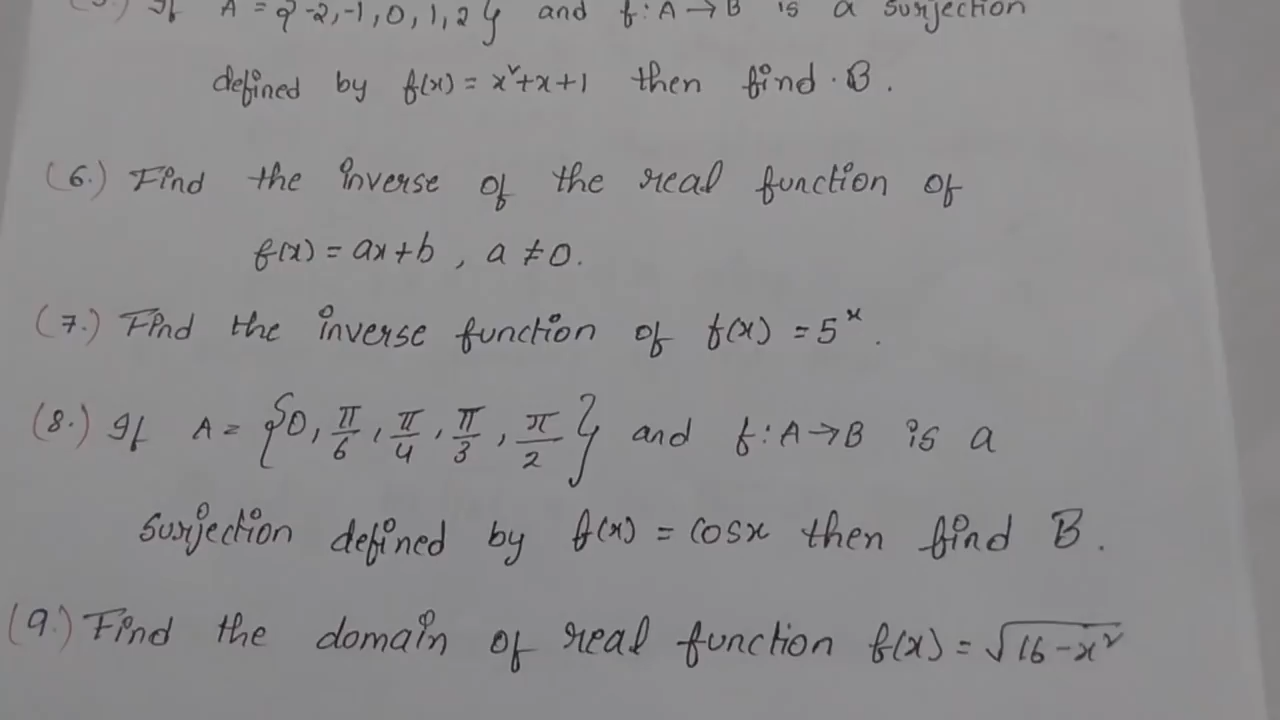 (5.) If A = {-2,-1,0,1,2} and f:A→B is a surjection
defined by f(x) = x²+x+1 then find B.
(6.) Find the inverse of the real function of
f(x) = ax+b , a ≠ 0.
(7.) Find the inverse function of f(x) = 5ˣ.
(8.) If A = {0, π/6, π/4, π/3, π/2} and f:A→B is a
surjection defined by f(x) = cosx then find B.
(9.) Find the domain of real function f(x) = √(16-x²)